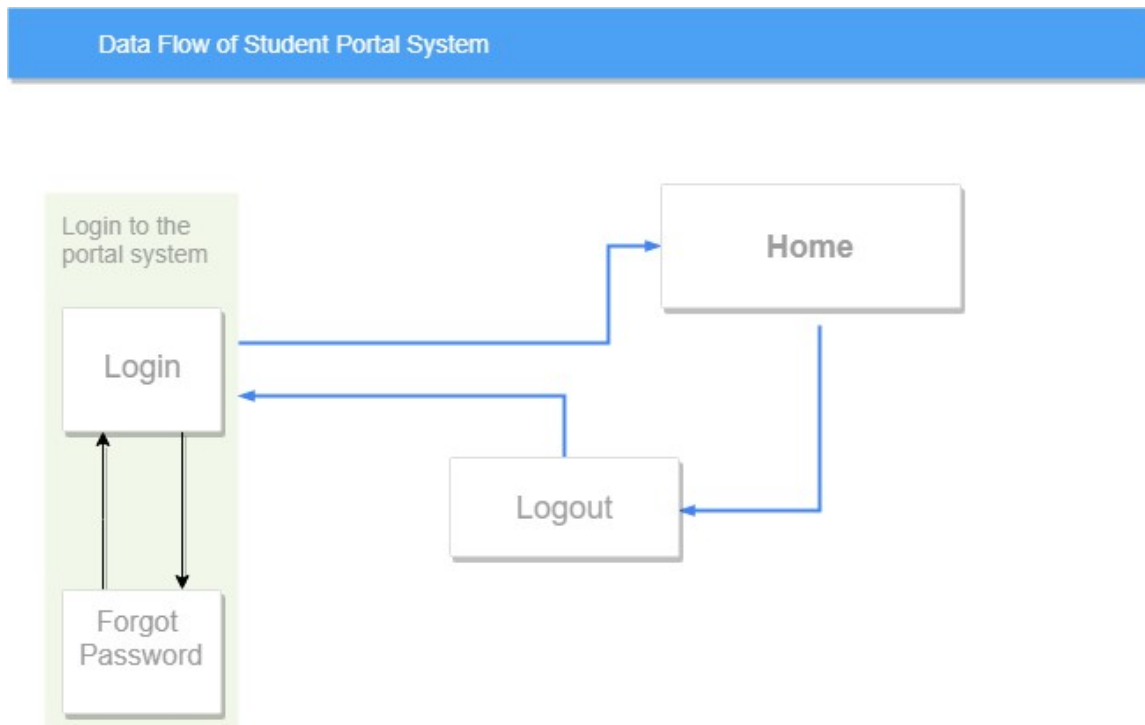 Data Flow of Student Portal System
Login to the
portal system
Home
Login
Logout
Forgot
Password